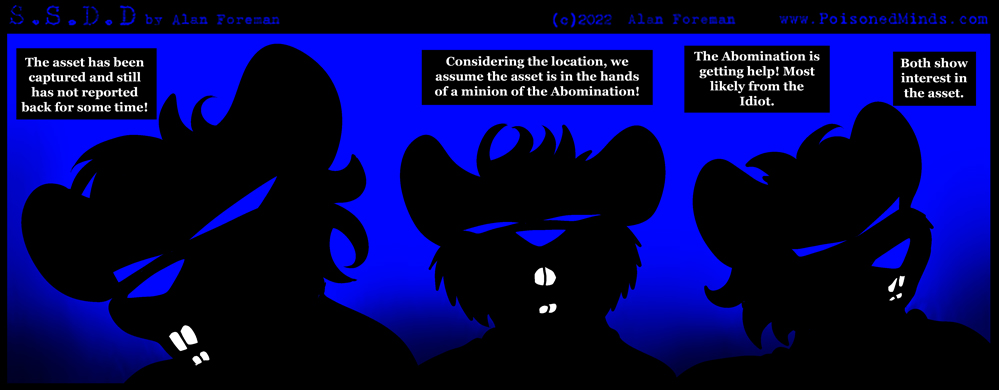 S.S.D.D by Alan Foreman (c)2022 Alan Foreman www.PoisonedMinds.com
The asset has been
captured and still
has not reported
back for some time!
Considering the location, we
assume the asset is in the hands
of a minion of the Abomination!
The Abomination is
getting help! Most
likely from the
Idiot.
Both show
interest in
the asset.